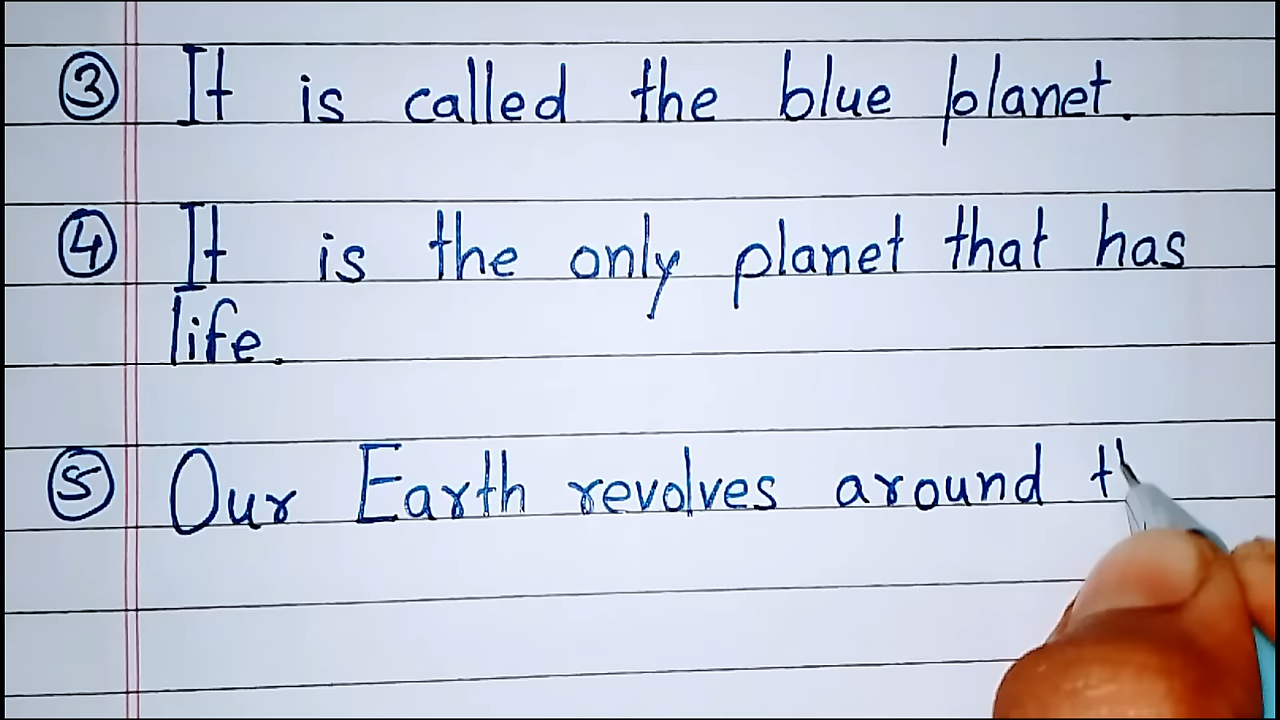 ③ It is called the blue planet.
④ It is the only planet that has
life.
⑤ Our Earth revolves around t